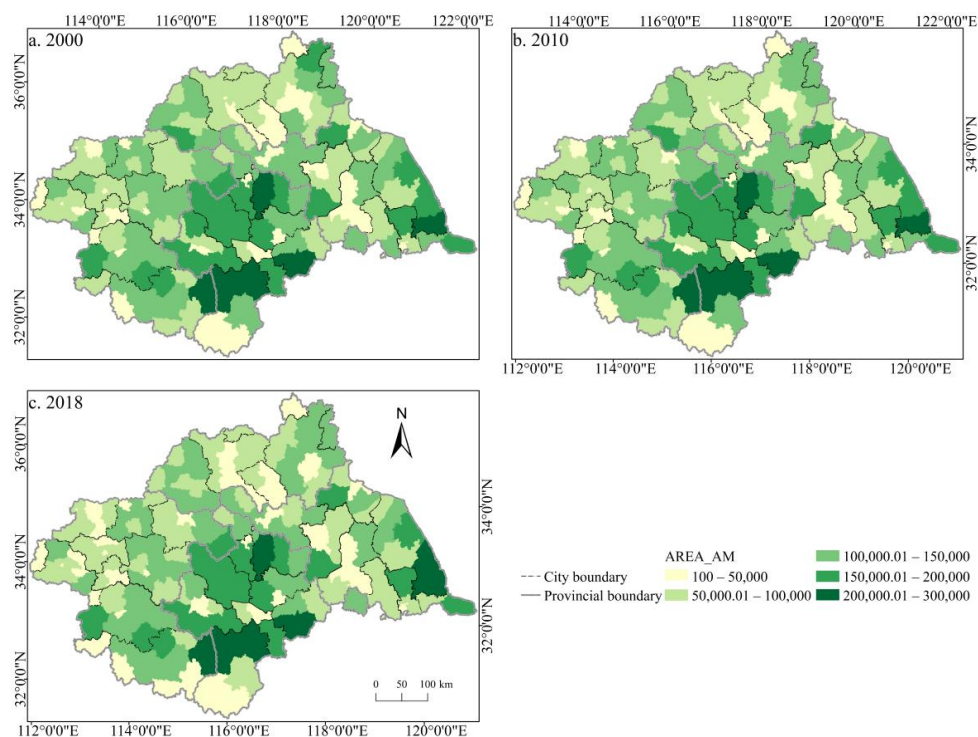 114°0'0"E 116°0'0"E 118°0'0"E 120°0'0"E 122°0'0"E
114°0'0"E 116°0'0"E 118°0'0"E 120°0'0"E 122°0'0"E
a. 2000
b. 2010
36°0'0"N
34°0'0"N
32°0'0"N
34°0'0"N
32°0'0"N
112°0'0"E 114°0'0"E 116°0'0"E 118°0'0"E 120°0'0"E
c. 2018
N
36°0'0"N
34°0'0"N
32°0'0"N
34°0'0"N
32°0'0"N
0 50 100 km
112°0'0"E 114°0'0"E 116°0'0"E 118°0'0"E 120°0'0"E
AREA_AM
City boundary
Provincial boundary
100 – 50,000
50,000.01 – 100,000
100,000.01 – 150,000
150,000.01 – 200,000
200,000.01 – 300,000